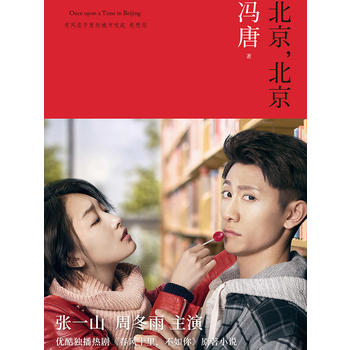 北京，北京
冯唐
著
Once upon a Time in Beijing
张一山 周冬雨 主演
优酷独播热剧《春风十里，不如你》原著小说